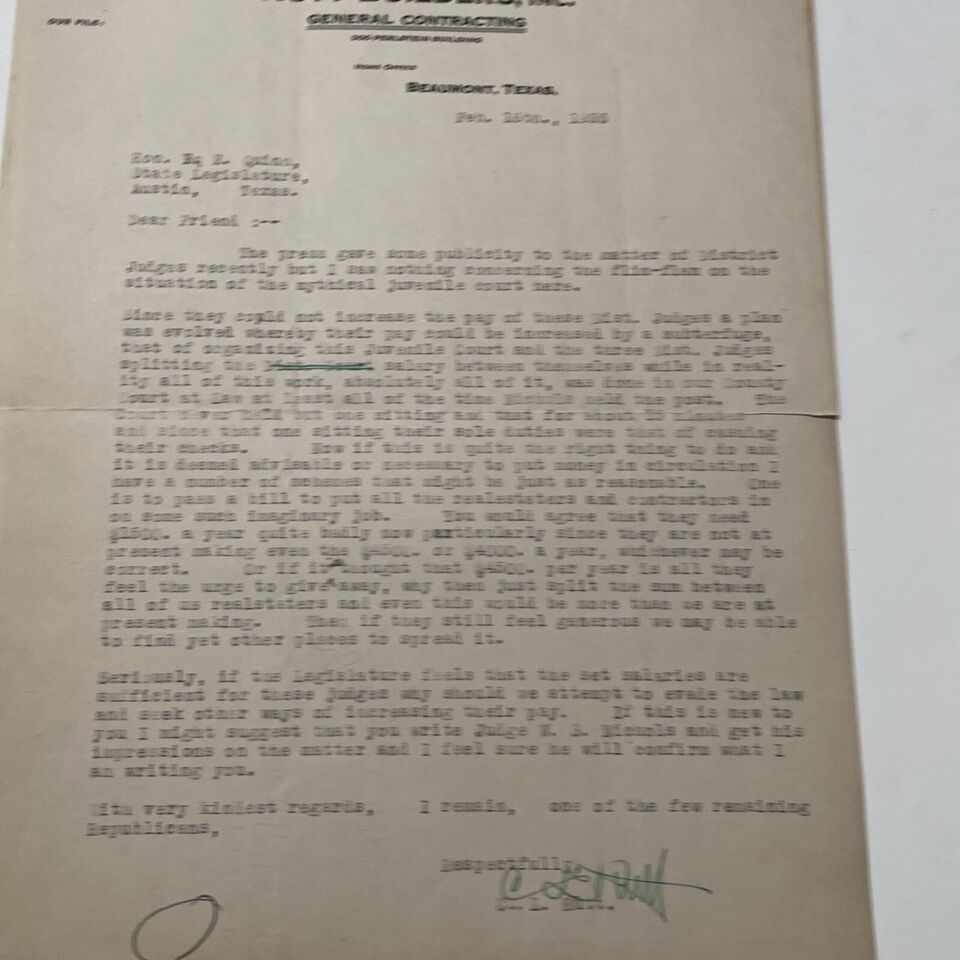 BUILDERS, INC.
OUR FILE:
GENERAL CONTRACTING
BUILDING
HOME OFFICE
BEAUMONT, TEXAS.
Feb.
Hon. Quinn,
State Legislature,
Austin, Texas.
Dear Friend :--
The press gave some publicity to the matter of District
Judges recently but I saw nothing concerning the flim-flam on the
situation of the mythical juvenile court here.
Since they could not increase the pay of these Dist. Judges a plan
was evolved whereby their pay could be increased by a subterfuge,
that of organizing this Juvenile Court and the three Dist. Judges
splitting the salary between themselves while in real-
ity all of this work, absolutely all of it, was done in our County
Court at Law at least all of the time Nichols held the post. The
Court never held but one sitting and that for about minutes
and since that one sitting their sole duties were that of cashing
their checks. Now if this is quite the right thing to do and
it is deemed advisable or necessary to put money in circulation I
have a number of schemes that might be just as reasonable. One
is to pass a bill to put all the realestaters and contractors in
on some such imaginary job. You would agree that they need
$1500. a year quite badly now particularly since they are not at
present making even the $4500. or $4000. a year, whichever may be
correct. Or if it thought that $4500. per year is all they
feel the urge to give away, why then just split the sum between
all of us realstaters and even this would be more than we are at
present making. Then if they still feel generous we may be able
to find yet other places to spread it.
Seriously, if the Legislature feels that the set salaries are
sufficient for these judges why should we attempt to evade the law
and seek other ways of increasing their pay. If this is new to
you I might suggest that you write Judge Nichols and get his
impressions on the matter and I feel sure he will confirm what I
am writing you.
With very kindest regards, I remain, one of the few remaining
Republicans,
Respectfully,